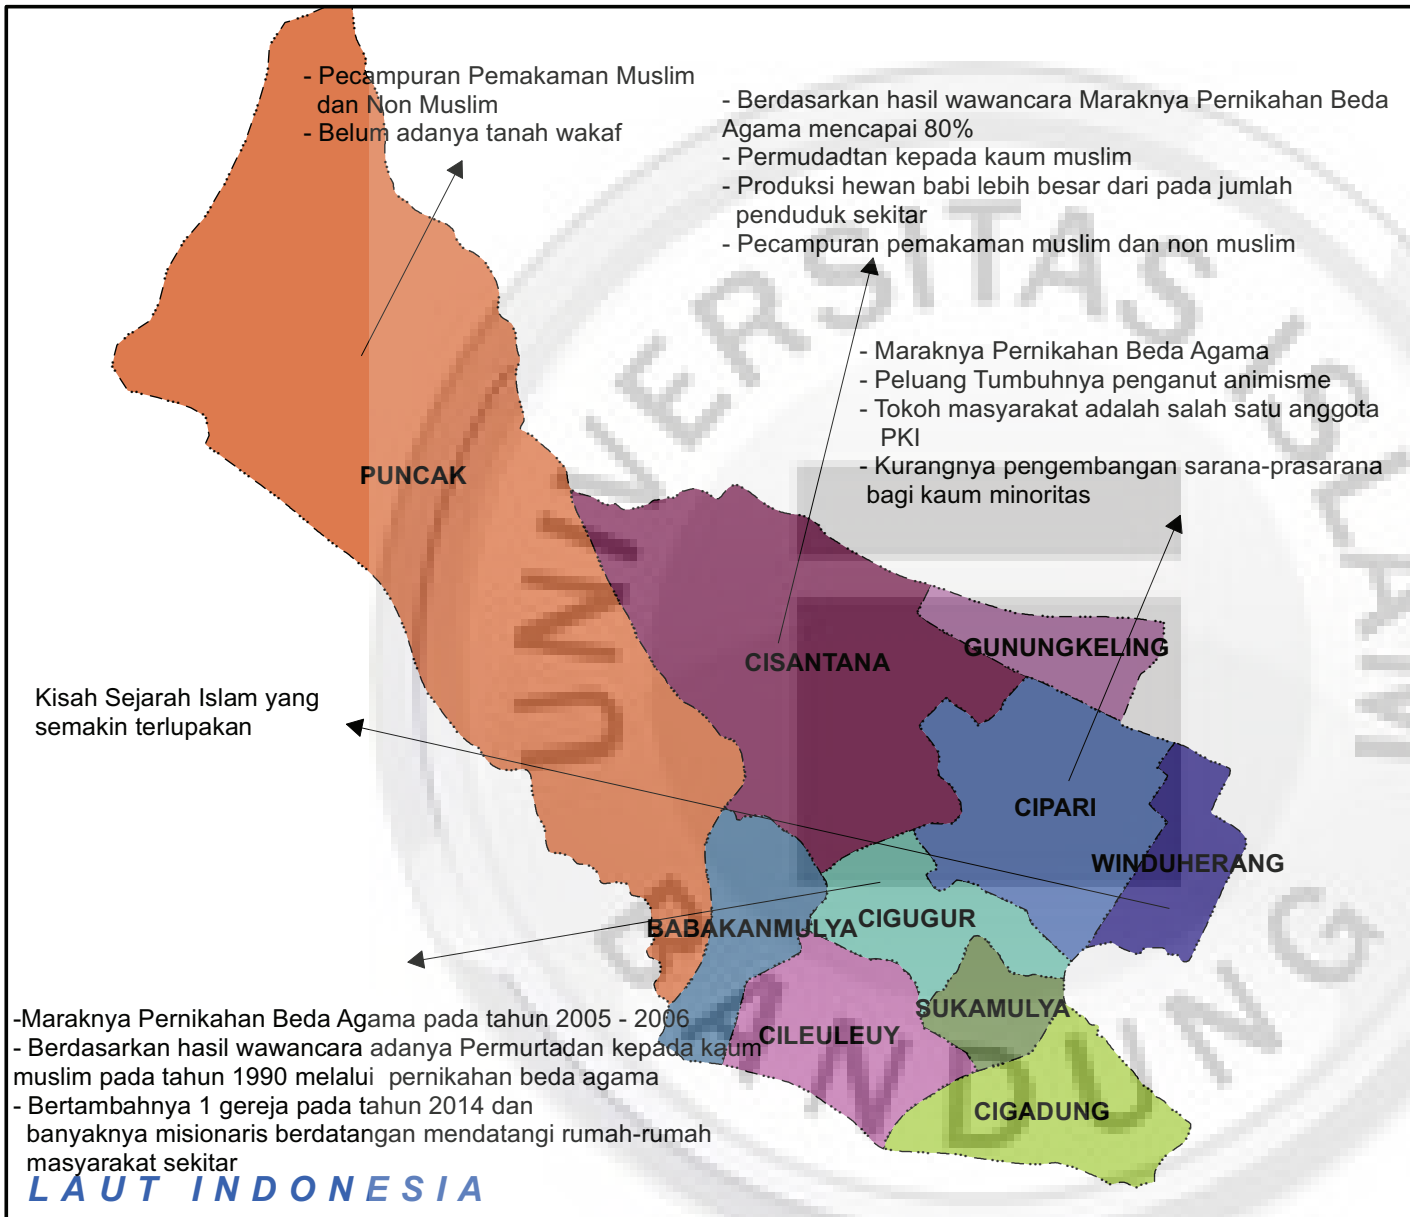 - Pecampuran Pemakaman Muslim
dan Non Muslim
- Belum adanya tanah wakaf
- Berdasarkan hasil wawancara Maraknya Pernikahan Beda
Agama mencapai 80%
- Permudadtan kepada kaum muslim
- Produksi hewan babi lebih besar dari pada jumlah
penduduk sekitar
- Pecampuran pemakaman muslim dan non muslim
- Maraknya Pernikahan Beda Agama
- Peluang Tumbuhnya penganut animisme
- Tokoh masyarakat adalah salah satu anggota
PKI
- Kurangnya pengembangan sarana-prasarana
bagi kaum minoritas
PUNCAK
CISANTANA
GUNUNGKELING
Kisah Sejarah Islam yang
semakin terlupakan
CIPARI
WINDUHERANG
BABAKANMULYA
CIGUGUR
SUKAMULYA
CILEULEUY
CIGADUNG
-Maraknya Pernikahan Beda Agama pada tahun 2005 - 2006
- Berdasarkan hasil wawancara adanya Permurtadan kepada kaum
muslim pada tahun 1990 melalui pernikahan beda agama
- Bertambahnya 1 gereja pada tahun 2014 dan
banyaknya misionaris berdatangan mendatangi rumah-rumah
masyarakat sekitar
LAUT INDONESIA
UNIVERSITAS ISLAM
BANDUNG